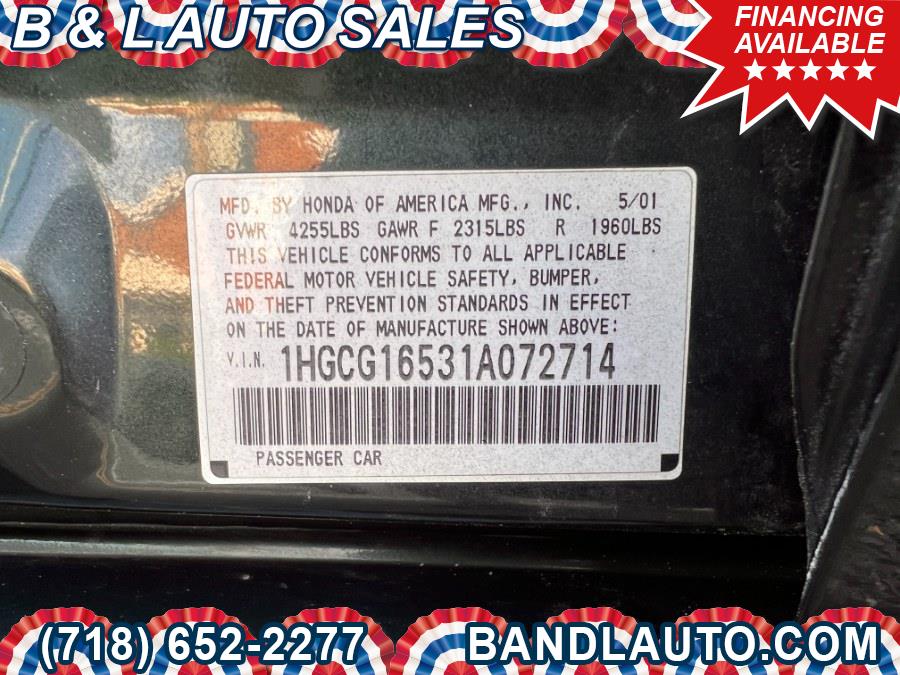 B & L AUTO SALES
FINANCING
AVAILABLE
MFD. BY HONDA OF AMERICA MFG., INC. 5/01
GVWR 4255LBS GAWR F 2315LBS R 1960LBS
THIS VEHICLE CONFORMS TO ALL APPLICABLE
FEDERAL MOTOR VEHICLE SAFETY, BUMPER,
AND THEFT PREVENTION STANDARDS IN EFFECT
ON THE DATE OF MANUFACTURE SHOWN ABOVE:
V.I.N. 1HGCG16531A072714
PASSENGER CAR
(718) 652-2277
BANDLAUTO.COM